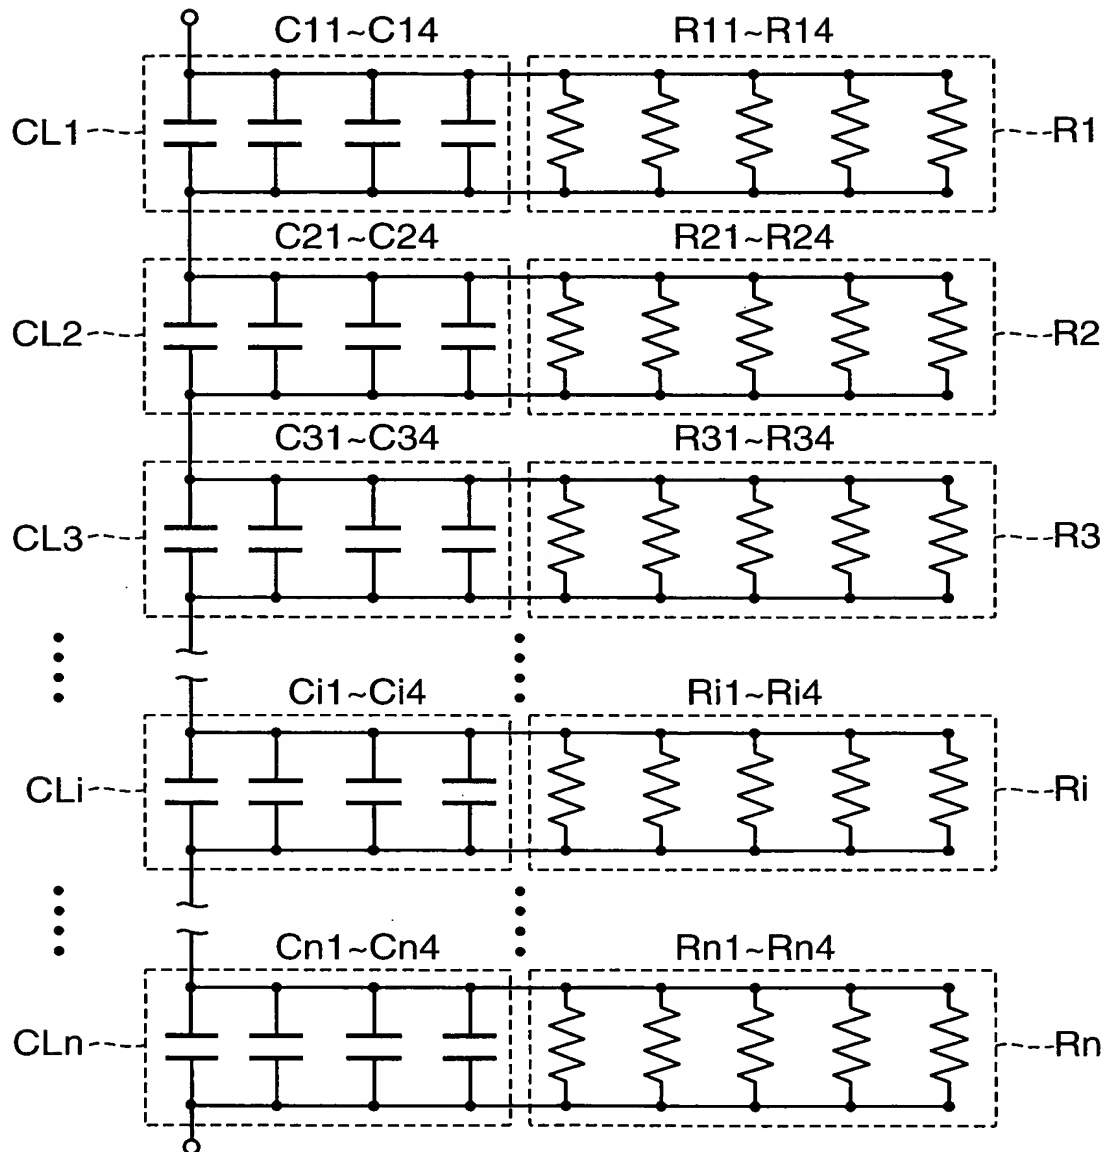 C11~C14 R11~R14
CL1 R1
C21~C24 R21~R24
CL2 R2
C31~C34 R31~R34
CL3 R3
Ci1~Ci4 Ri1~Ri4
CLi Ri
Cn1~Cn4 Rn1~Rn4
CLn Rn